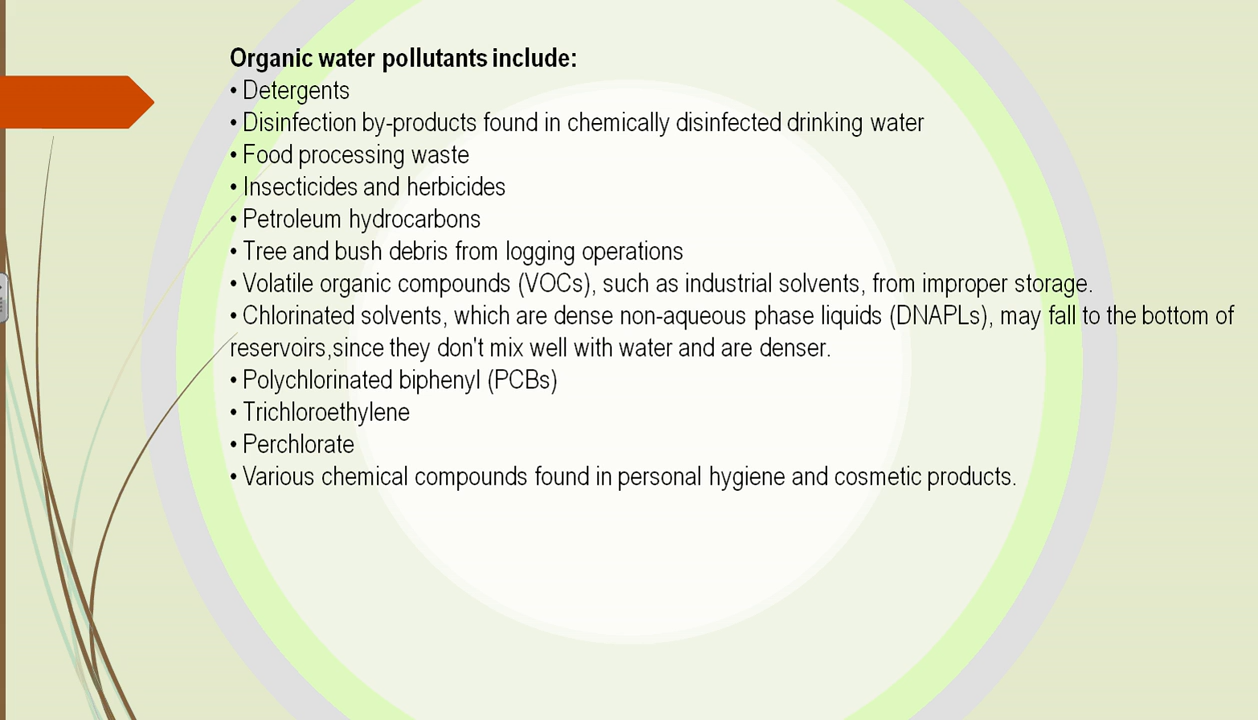 Organic water pollutants include:
• Detergents
• Disinfection by-products found in chemically disinfected drinking water
• Food processing waste
• Insecticides and herbicides
• Petroleum hydrocarbons
• Tree and bush debris from logging operations
• Volatile organic compounds (VOCs), such as industrial solvents, from improper storage.
• Chlorinated solvents, which are dense non-aqueous phase liquids (DNAPLs), may fall to the bottom of
reservoirs,since they don't mix well with water and are denser.
• Polychlorinated biphenyl (PCBs)
• Trichloroethylene
• Perchlorate
• Various chemical compounds found in personal hygiene and cosmetic products.